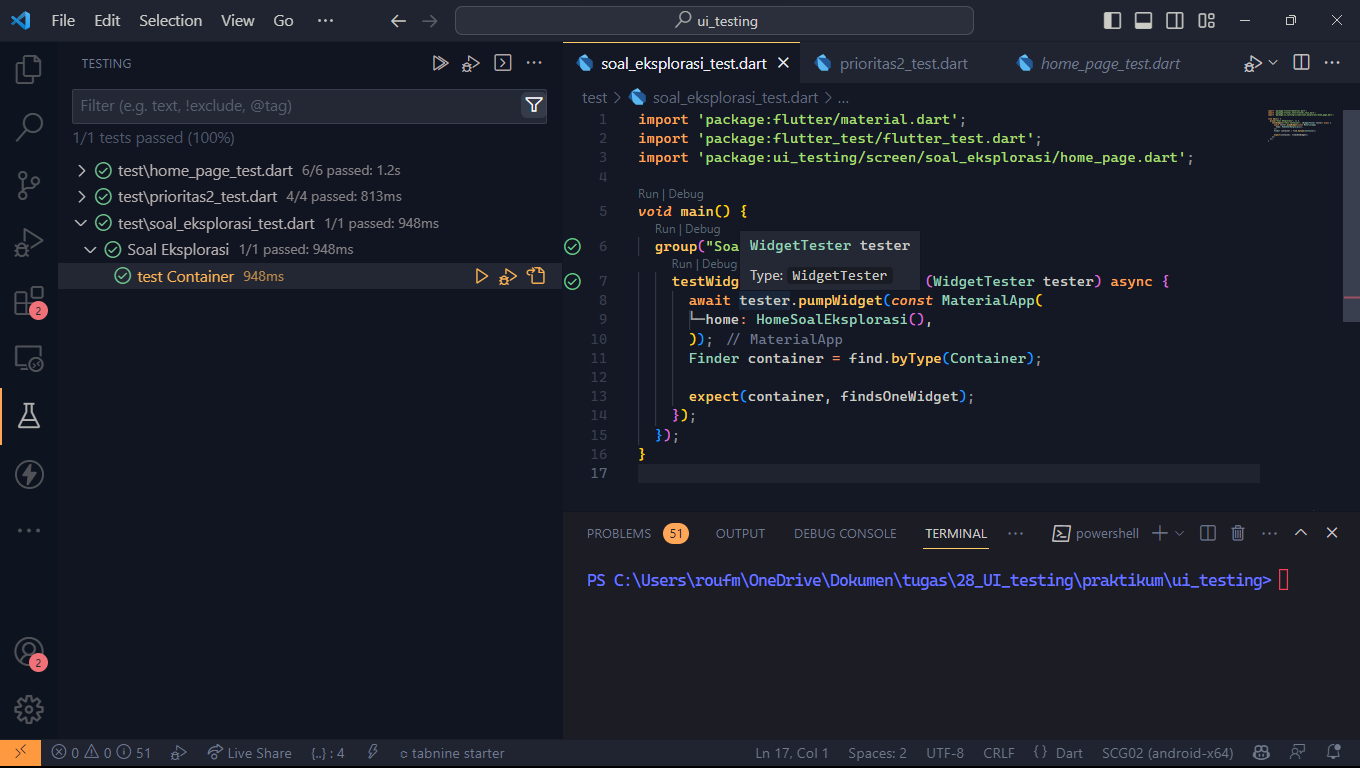 File Edit Selection View Go ··· ui_testing
TESTING
Filter (e.g. text, !exclude, @tag)
1/1 tests passed (100%)
test\home_page_test.dart 6/6 passed: 1.2s
test\prioritas2_test.dart 4/4 passed: 813ms
test\soal_eksplorasi_test.dart 1/1 passed: 948ms
Soal Eksplorasi 1/1 passed: 948ms
test Container 948ms
2
2
soal_eksplorasi_test.dart prioritas2_test.dart home_page_test.dart
test > soal_eksplorasi_test.dart > ...
1 import 'package:flutter/material.dart';
2 import 'package:flutter_test/flutter_test.dart';
3 import 'package:ui_testing/screen/soal_eksplorasi/home_page.dart';
4
Run | Debug
5 void main() {
Run | Debug
6 group("Soa
WidgetTester tester
Type: WidgetTester
Run | Debug
7 testWidg (WidgetTester tester) async {
8 await tester.pumpWidget(const MaterialApp(
9 home: HomeSoalEksplorasi(),
10 )); // MaterialApp
11 Finder container = find.byType(Container);
12
13 expect(container, findsOneWidget);
14 });
15 });
16 }
17
PROBLEMS 51 OUTPUT DEBUG CONSOLE TERMINAL ··· powershell
PS C:\Users\roufm\OneDrive\Dokumen\tugas\28_UI_testing\praktikum\ui_testing>
0 0 51 Live Share {..} : 4 tabnine starter Ln 17, Col 1 Spaces: 2 UTF-8 CRLF {} Dart SCG02 (android-x64)